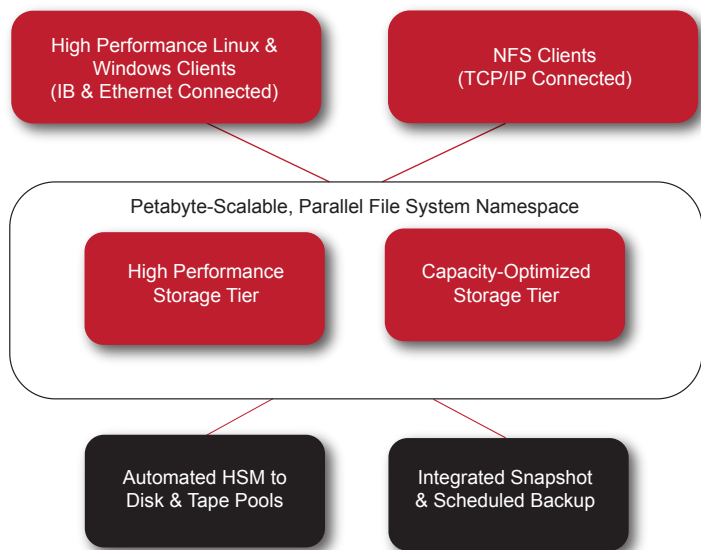 High Performance Linux &
Windows Clients
(IB & Ethernet Connected)
NFS Clients
(TCP/IP Connected)
Petabyte-Scalable, Parallel File System Namespace
High Performance
Storage Tier
Capacity-Optimized
Storage Tier
Automated HSM to
Disk & Tape Pools
Integrated Snapshot
& Scheduled Backup